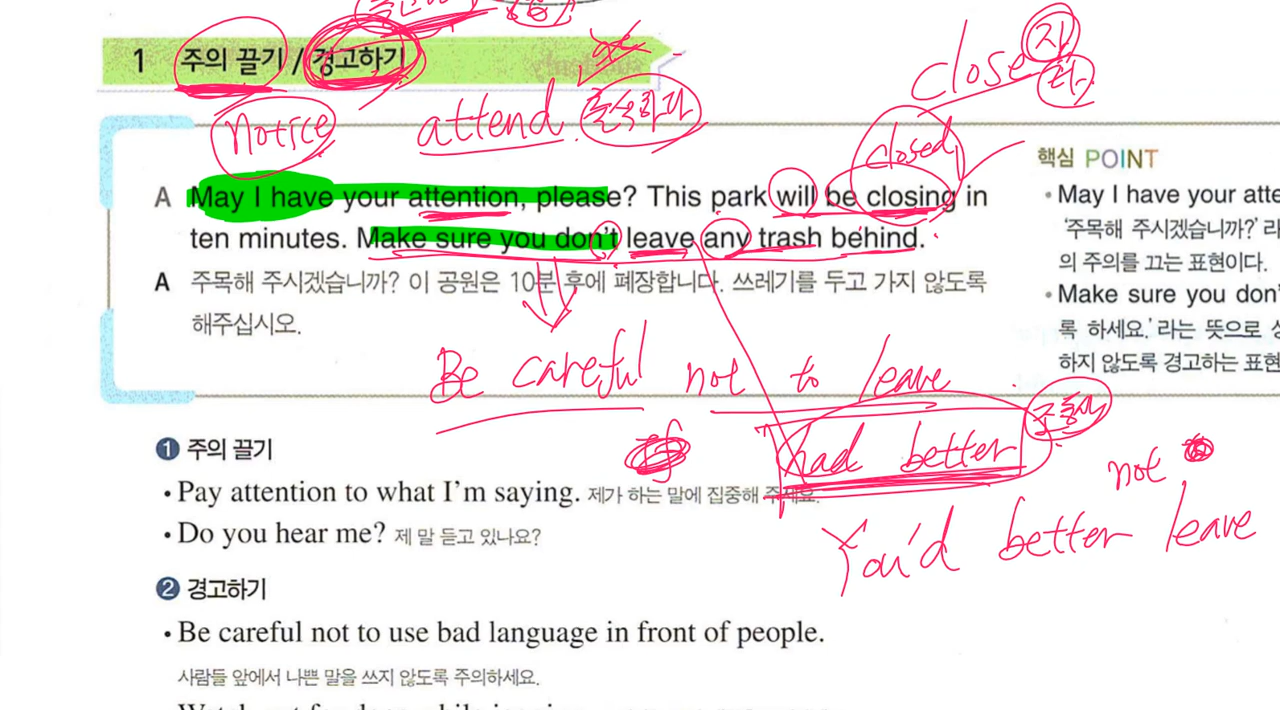 1 주의 끌기 / 경고하기
close 자
타
notice
attend 출석하다
closed
A May I have your attention, please? This park will be closing in
ten minutes. Make sure you don't leave any trash behind.
A 주목해 주시겠습니까? 이 공원은 10분 후에 폐장합니다. 쓰레기를 두고 가지 않도록
해주십시오.
핵심 POINT
• May I have your atte
'주목해 주시겠습니까?' 라
의 주의를 끄는 표현이다.
• Make sure you don'
록 하세요.' 라는 뜻으로
하지 않도록 경고하는 표현
Be careful not to leave
had better
not
You'd better leave
1 주의 끌기
• Pay attention to what I'm saying. 제가 하는 말에 집중해 주세요.
• Do you hear me? 제 말 듣고 있나요?
2 경고하기
• Be careful not to use bad language in front of people.
사람들 앞에서 나쁜 말을 쓰지 않도록 주의하세요.